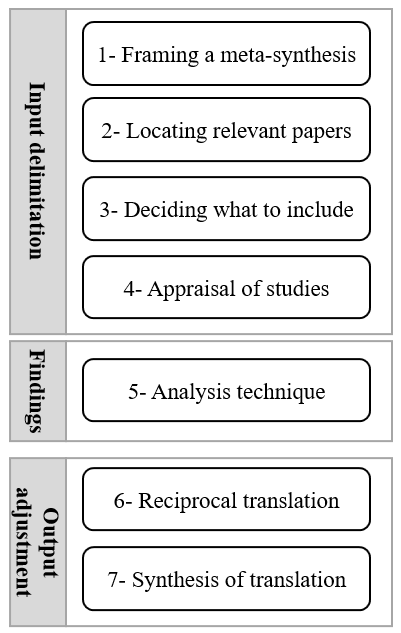 Input delimitation
1- Framing a meta-synthesis
2- Locating relevant papers
3- Deciding what to include
4- Appraisal of studies
Findings
5- Analysis technique
Output
adjustment
6- Reciprocal translation
7- Synthesis of translation